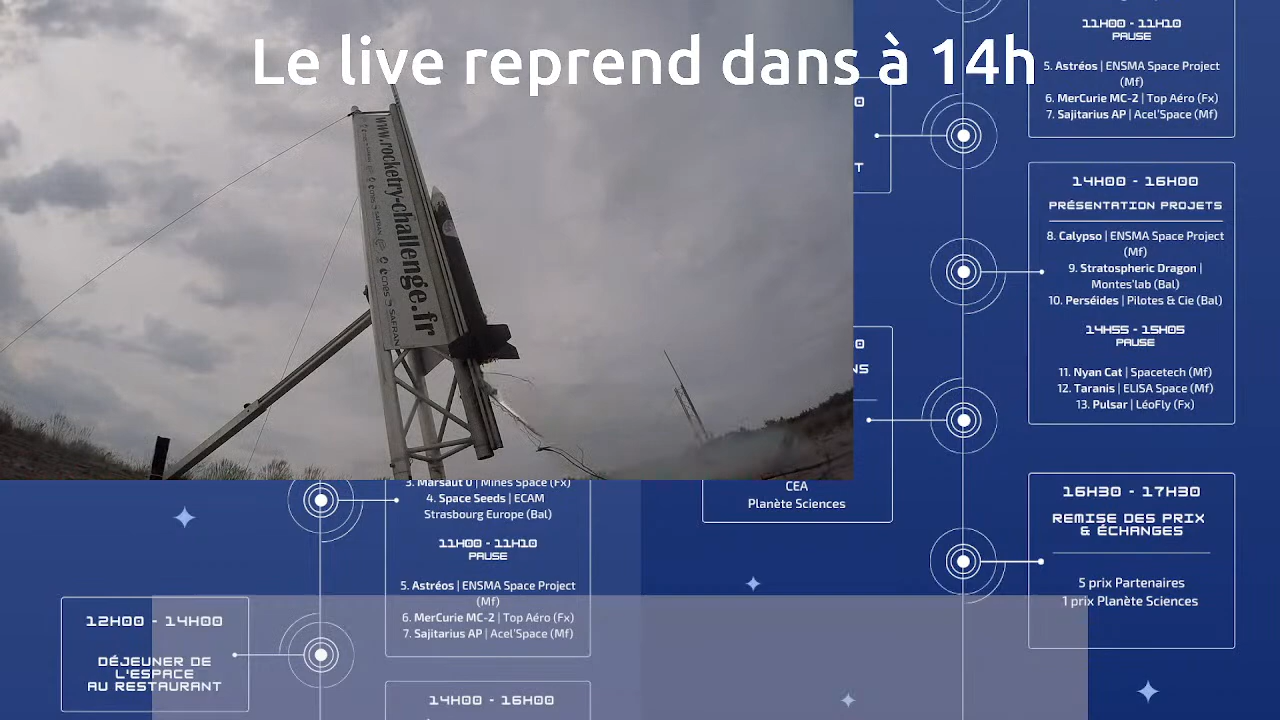 Le live reprend dans à 14h
www.rocketry-challenge.fr
cnes
SAFRAN
cnes
SAFRAN
11H00 - 11H10
PAUSE
5. Astréos | ENSMA Space Project
(Mf)
6. MerCurie MC-2 | Top Aéro (Fx)
7. Sajitarius AP | Acel'Space (Mf)
0
T
14H00 - 16H00
PRÉSENTATION PROJETS
8. Calypso | ENSMA Space Project
(Mf)
9. Stratospheric Dragon |
Montes'lab (Bal)
10. Perséides | Pilotes & Cie (Bal)
14H55 - 15H05
PAUSE
11. Nyan Cat | Spacetech (Mf)
12. Taranis | ELISA Space (Mf)
13. Pulsar | LéoFly (Fx)
0
NS
CEA
Planète Sciences
16H30 - 17H30
REMISE DES PRIX
& ÉCHANGES
5 prix Partenaires
1 prix Planète Sciences
3. Marsaut U | Mines Space (Fx)
4. Space Seeds | ECAM
Strasbourg Europe (Bal)
11H00 - 11H10
PAUSE
5. Astréos | ENSMA Space Project
(Mf)
6. MerCurie MC-2 | Top Aéro (Fx)
7. Sajitarius AP | Acel'Space (Mf)
12H00 - 14H00
DÉJEUNER DE
L'ESPACE
AU RESTAURANT
14H00 - 16H00